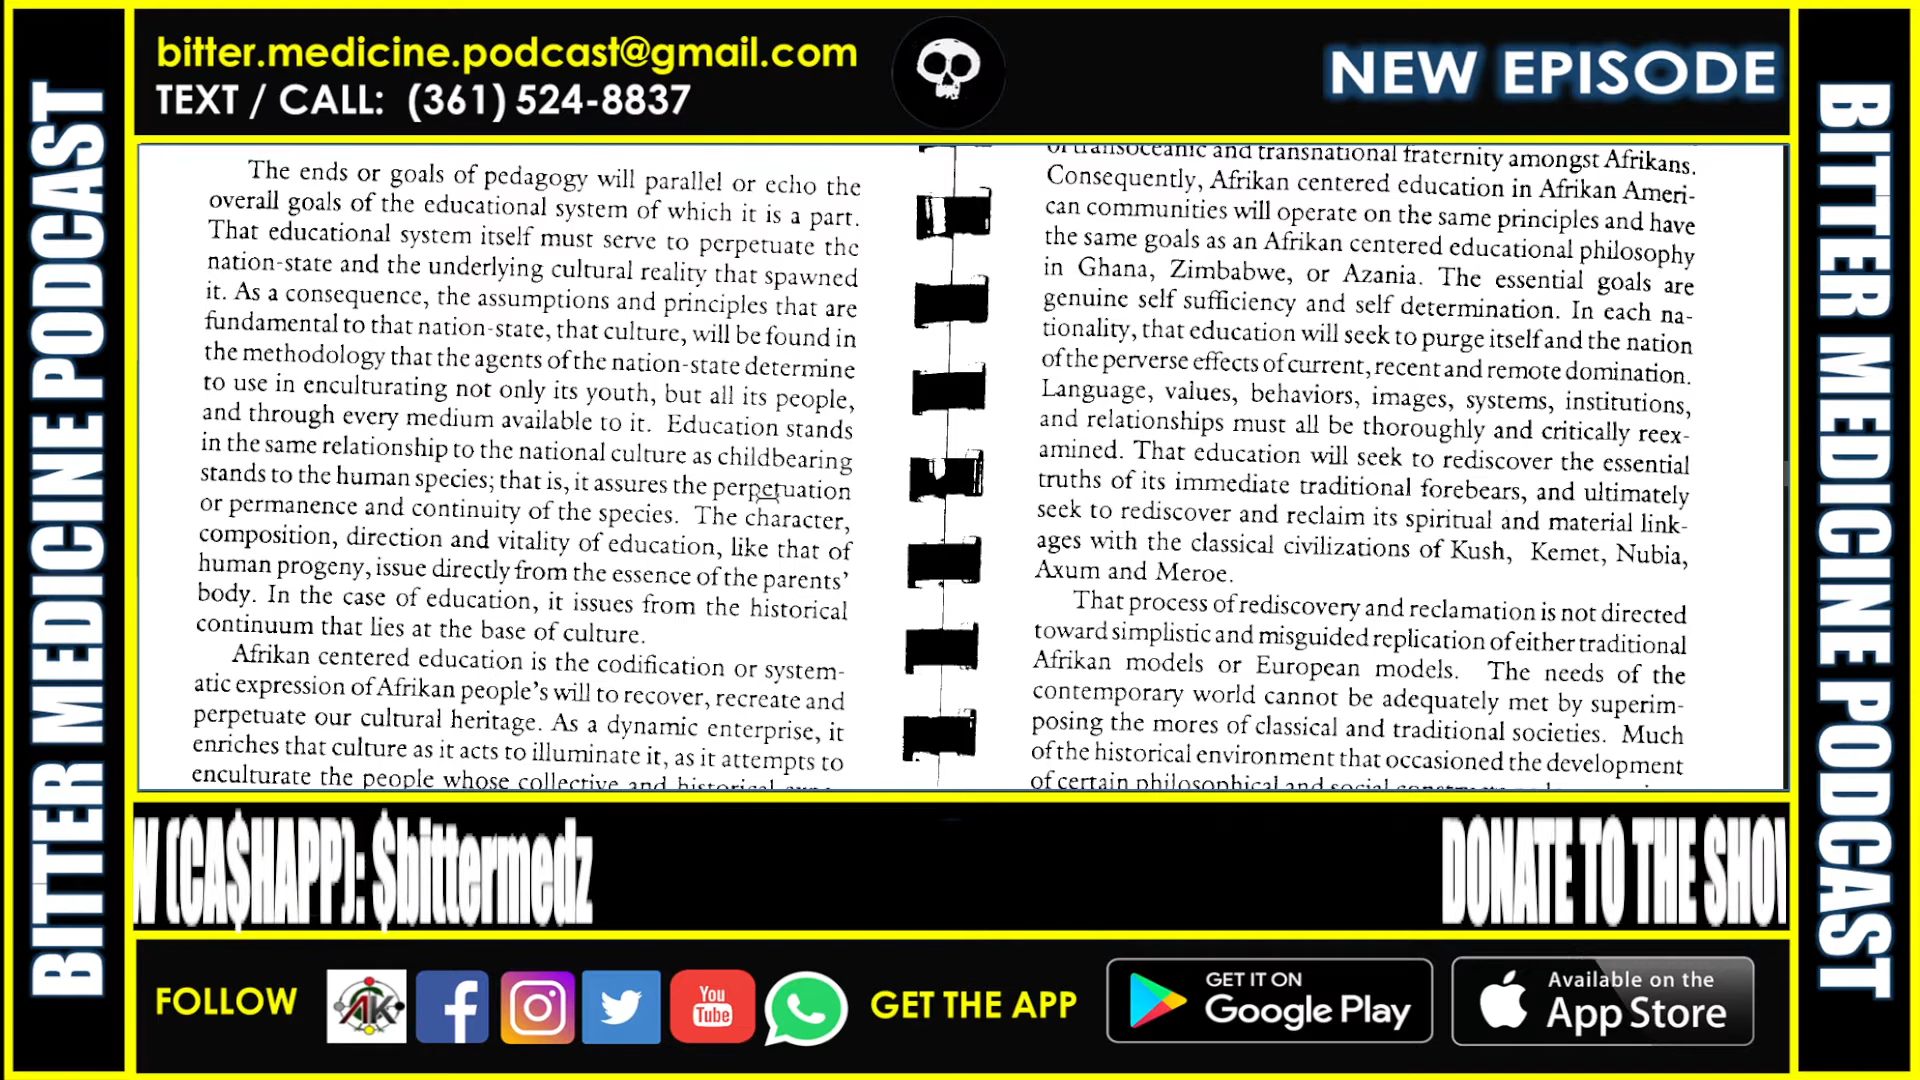 bitter.medicine.podcast@gmail.com
TEXT / CALL: (361) 524-8837
NEW EPISODE
BITTER MEDICINE PODCAST
The ends or goals of pedagogy will parallel or echo the
overall goals of the educational system of which it is a part.
That educational system itself must serve to perpetuate the
nation-state and the underlying cultural reality that spawned
it. As a consequence, the assumptions and principles that are
fundamental to that nation-state, that culture, will be found in
the methodology that the agents of the nation-state determine
to use in enculturating not only its youth, but all its people,
and through every medium available to it. Education stands
in the same relationship to the national culture as childbearing
stands to the human species; that is, it assures the perpetuation
or permanence and continuity of the species. The character,
composition, direction and vitality of education, like that of
human progeny, issue directly from the essence of the parents'
body. In the case of education, it issues from the historical
continuum that lies at the base of culture.
Afrikan centered education is the codification or system-
atic expression of Afrikan people's will to recover, recreate and
perpetuate our cultural heritage. As a dynamic enterprise, it
enriches that culture as it acts to illuminate it, as it attempts to
enculturate the people whose collective and historical
of transoceanic and transnational fraternity amongst Afrikans.
Consequently, Afrikan centered education in Afrikan Ameri-
can communities will operate on the same principles and have
the same goals as an Afrikan centered educational philosophy
in Ghana, Zimbabwe, or Azania. The essential goals are
genuine self sufficiency and self determination. In each na-
tionality, that education will seek to purge itself and the nation
of the perverse effects of current, recent and remote domination.
Language, values, behaviors, images, systems, institutions,
and relationships must all be thoroughly and critically reex-
amined. That education will seek to rediscover the essential
truths of its immediate traditional forebears, and ultimately
seek to rediscover and reclaim its spiritual and material link-
ages with the classical civilizations of Kush, Kemet, Nubia,
Axum and Meroe.
That process of rediscovery and reclamation is not directed
toward simplistic and misguided replication of either traditional
Afrikan models or European models. The needs of the
contemporary world cannot be adequately met by superim-
posing the mores of classical and traditional societies. Much
of the historical environment that occasioned the development
of certain philosophical and social
BITTER MEDICINE PODCAST
W (CA$HAPP): $bittermedz
DONATE TO THE SHO
FOLLOW
AK
You
Tube
GET THE APP
GET IT ON
Google Play
Available on the
App Store